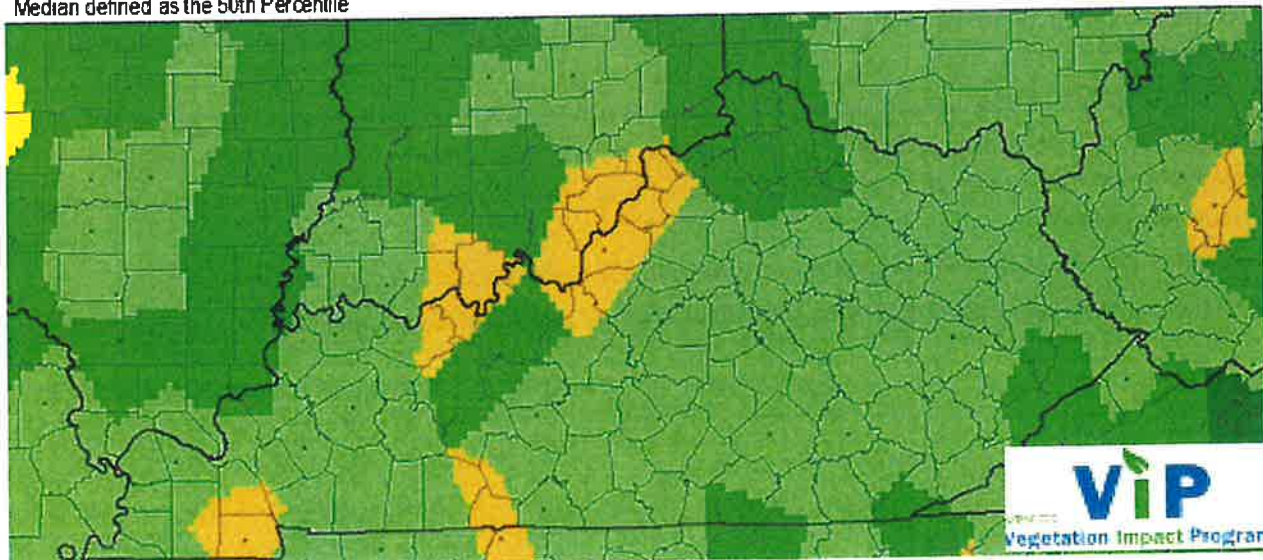 Median defined as the 50th Percentile
ViP
Vegetation Impact Program